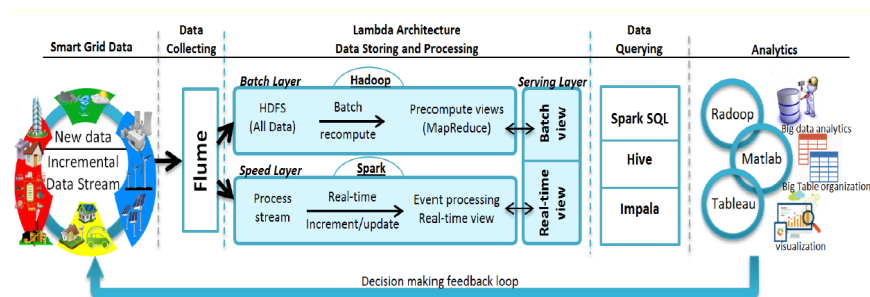 Smart Grid Data
Data
Collecting
Lambda Architecture
Data Storing and Processing
Data
Querying
Analytics
New data
Incremental
Data Stream
Flume
Batch Layer
Hadoop
HDFS
(All Data)
Batch
recompute
Precompute views
(MapReduce)
Speed Layer
Spark
Process
stream
Real-time
Increment/update
Event processing
Real-time view
Serving Layer
Batch
view
Real-time
view
Spark SQL
Hive
Impala
Radoop
Big data analytics
Matlab
Big Table organization
Tableau
visualization
Decision making feedback loop